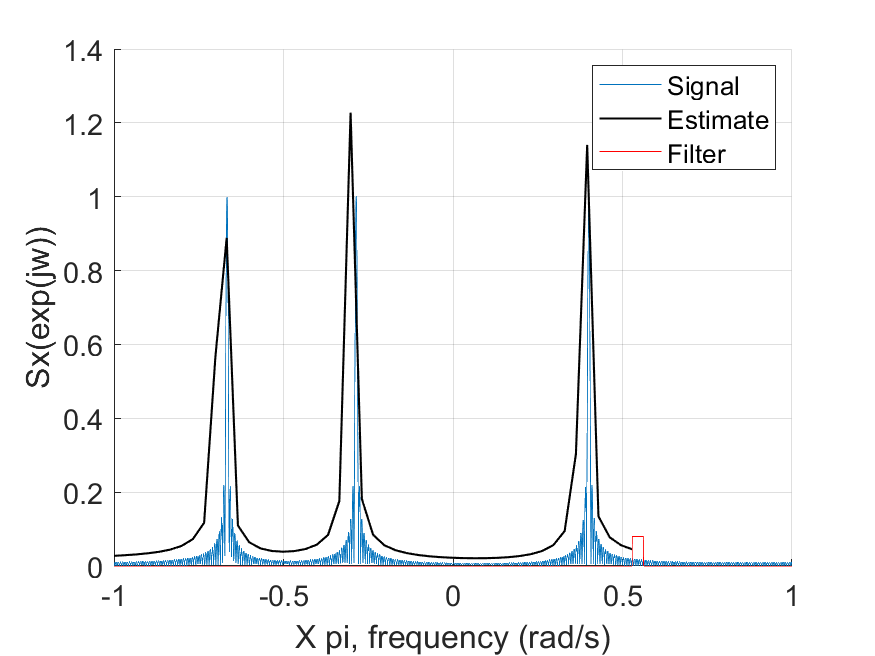 1.4
1.2
1
0.8
0.6
0.4
0.2
0
Sx(exp(jw))
Signal
Estimate
Filter
-1
-0.5
0
0.5
1
X pi, frequency (rad/s)